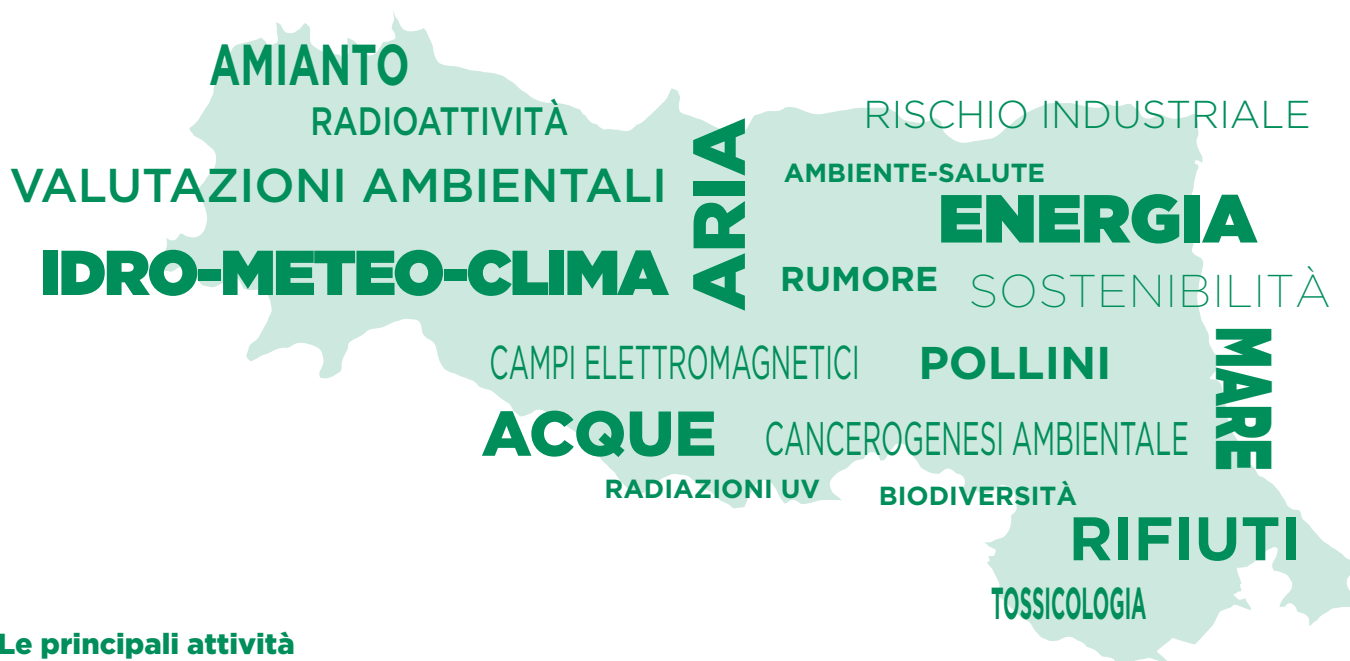 AMIANTO
RADIOATTIVITÀ
RISCHIO INDUSTRIALE
VALUTAZIONI AMBIENTALI
ARIA
AMBIENTE-SALUTE
ENERGIA
IDRO-METEO-CLIMA
RUMORE
SOSTENIBILITÀ
MARE
CAMPI ELETTROMAGNETICI
POLLINI
ACQUE
CANCEROGENESI AMBIENTALE
RADIAZIONI UV
BIODIVERSITÀ
RIFIUTI
TOSSICOLOGIA
Le principali attività